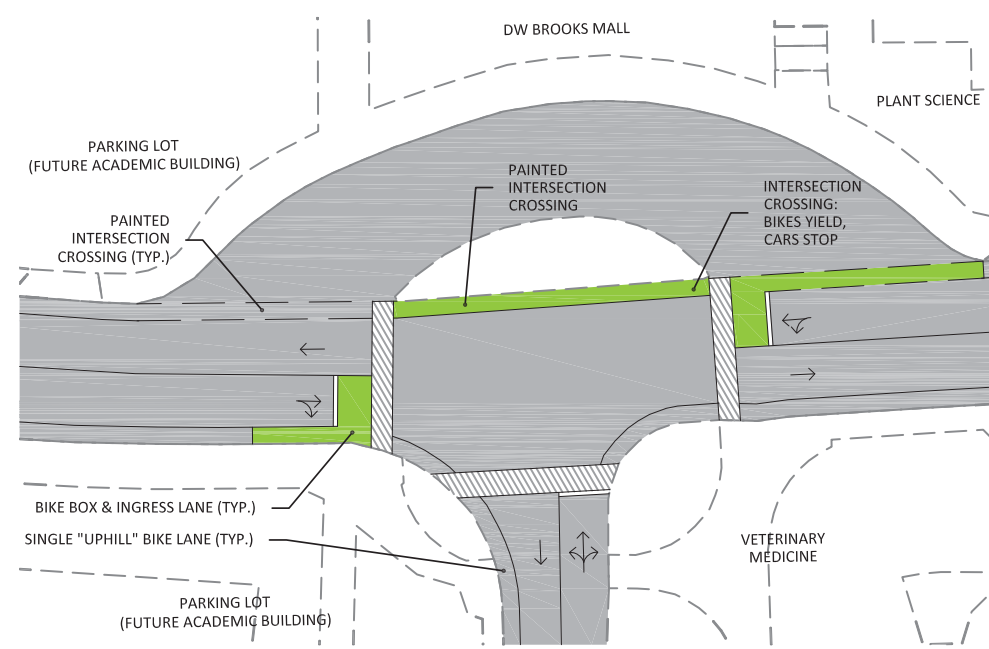 DW BROOKS MALL
PLANT SCIENCE
PARKING LOT
(FUTURE ACADEMIC BUILDING)
PAINTED
INTERSECTION
CROSSING
INTERSECTION
CROSSING:
BIKES YIELD,
CARS STOP
PAINTED
INTERSECTION
CROSSING (TYP.)
BIKE BOX & INGRESS LANE (TYP.)
SINGLE "UPHILL" BIKE LANE (TYP.)
VETERINARY
MEDICINE
PARKING LOT
(FUTURE ACADEMIC BUILDING)